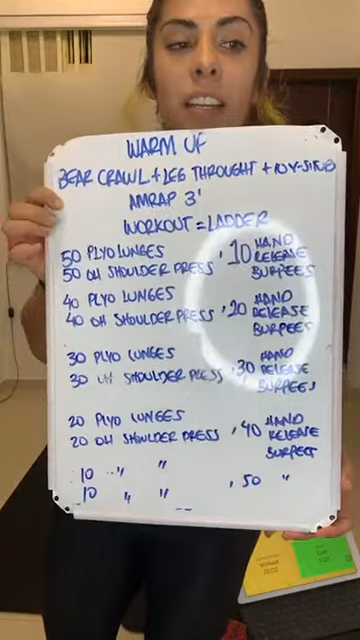 WARM UP
BEAR CRAWL + LEG THROUGHT + 10 V-SITUP
AMRAP 3'
WORKOUT = LADDER
50 PLYO LUNGES
50 OH SHOULDER PRESS , 10 HAND RELEASE BURPEES
40 PLYO LUNGES
40 OH SHOULDER PRESS , 20 HAND RELEASE BURPEES
30 PLYO LUNGES
30 OH SHOULDER PRESS , 30 HAND RELEASE BURPEES
20 PLYO LUNGES
20 OH SHOULDER PRESS , 40 HAND RELEASE BURPEES
10 " "
10 " " , 50 "